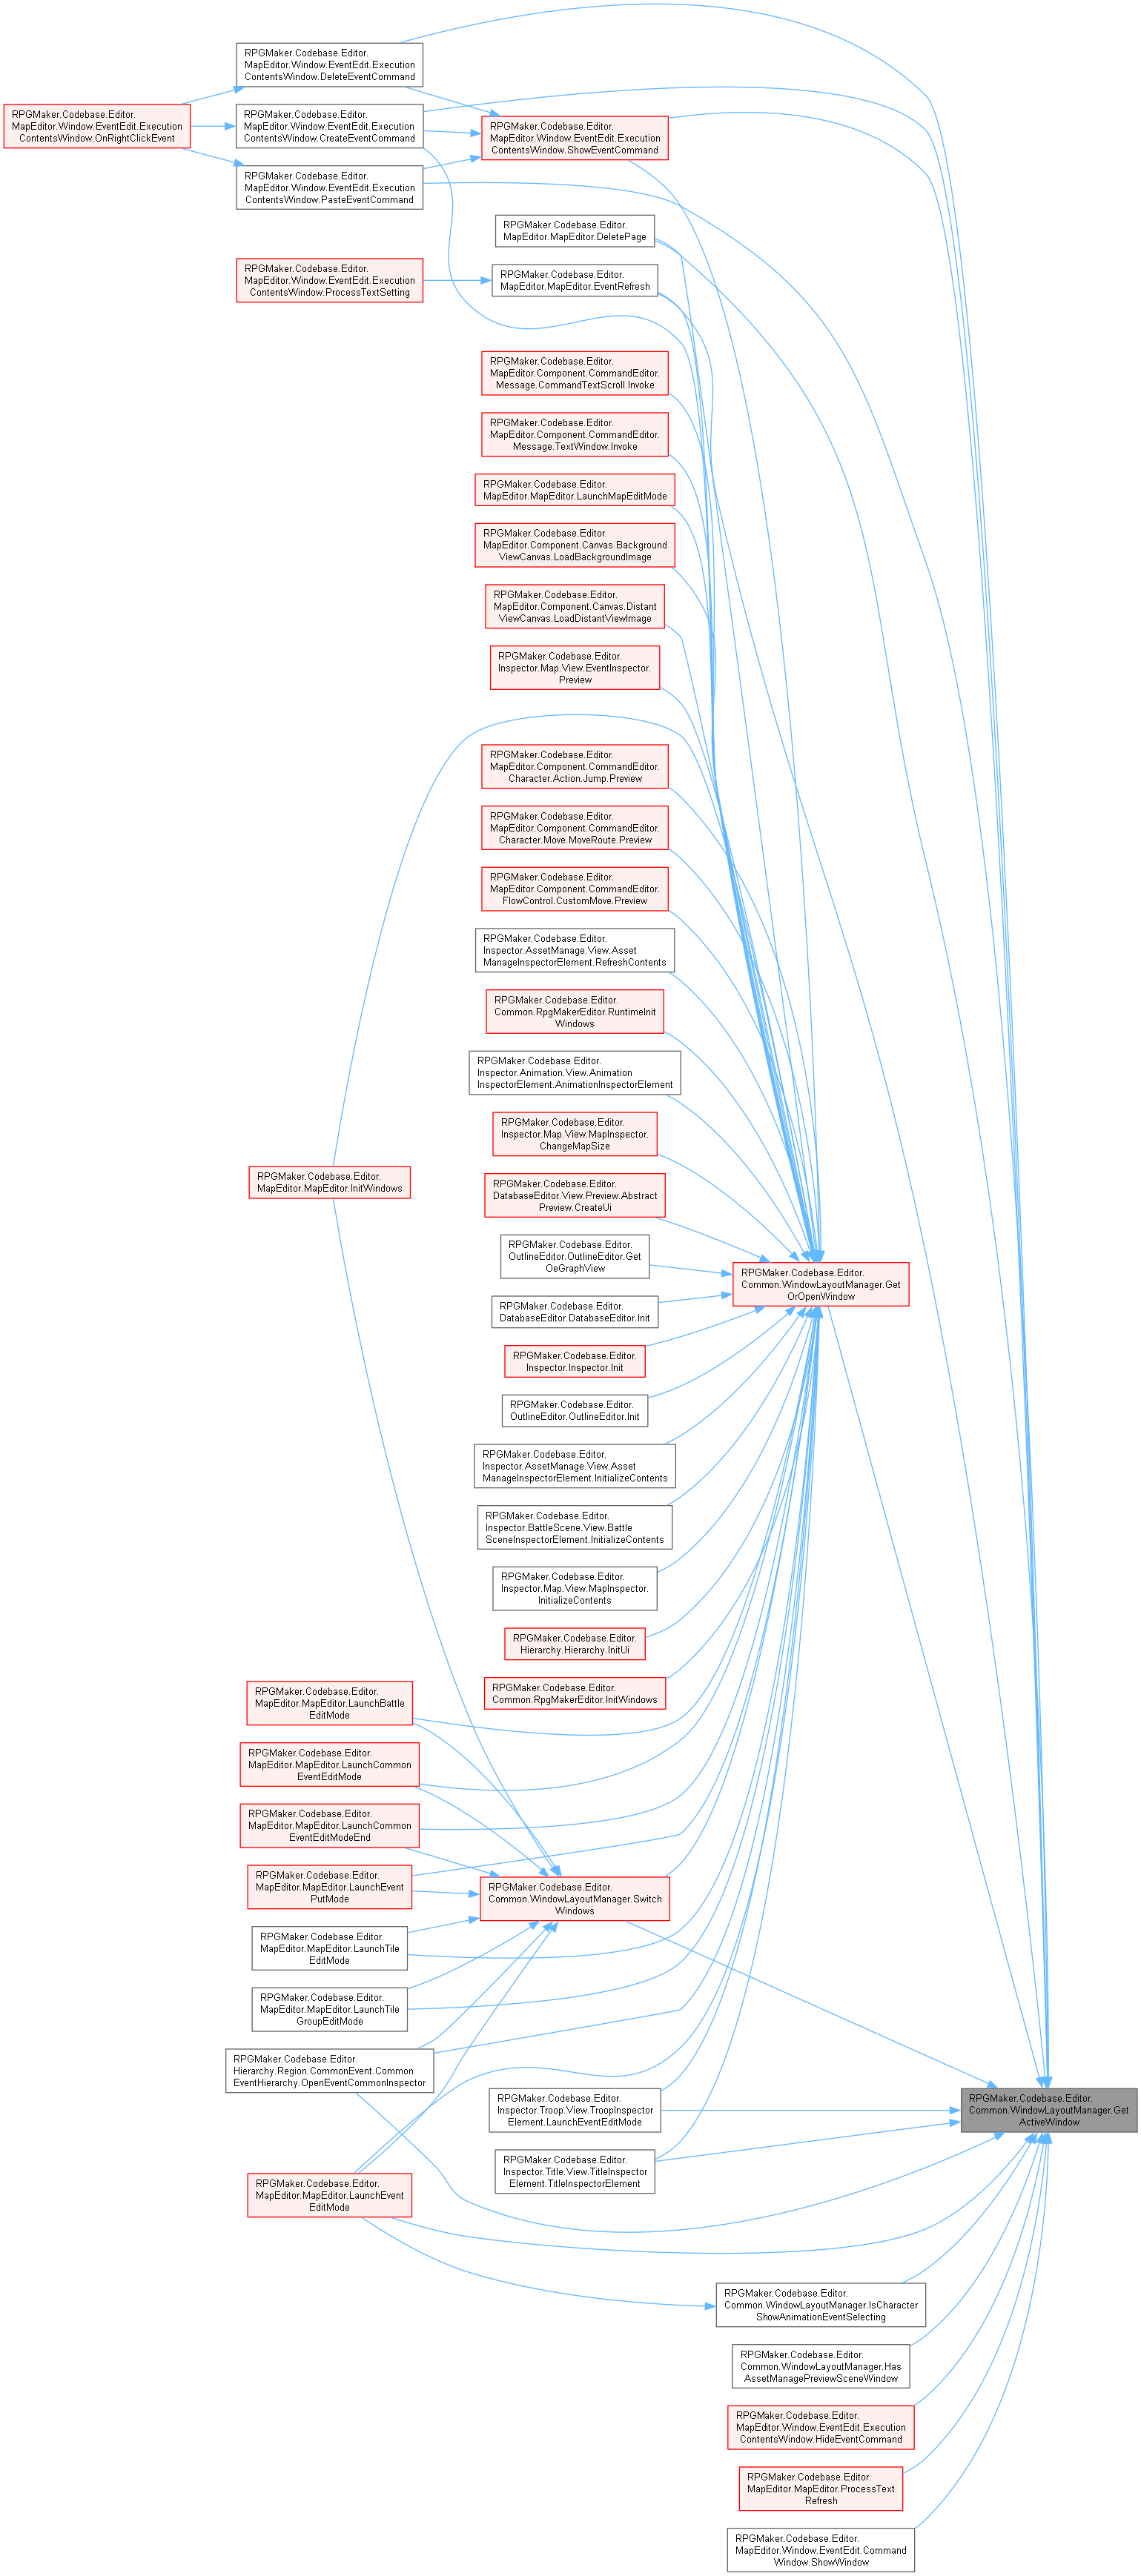 RPGMaker.Codebase.Editor.
MapEditor.Window.EventEdit.Execution
ContentsWindow.DeleteEventCommand
RPGMaker.Codebase.Editor.
MapEditor.Window.EventEdit.Execution
ContentsWindow.OnRightClickEvent
RPGMaker.Codebase.Editor.
MapEditor.Window.EventEdit.Execution
ContentsWindow.CreateEventCommand
RPGMaker.Codebase.Editor.
MapEditor.Window.EventEdit.Execution
ContentsWindow.ShowEventCommand
RPGMaker.Codebase.Editor.
MapEditor.Window.EventEdit.Execution
ContentsWindow.PasteEventCommand
RPGMaker.Codebase.Editor.
MapEditor.MapEditor.DeletePage
RPGMaker.Codebase.Editor.
MapEditor.Window.EventEdit.Execution
ContentsWindow.ProcessTextSetting
RPGMaker.Codebase.Editor.
MapEditor.MapEditor.EventRefresh
RPGMaker.Codebase.Editor.
MapEditor.Component.CommandEditor.
Message.CommandTextScroll.Invoke
RPGMaker.Codebase.Editor.
MapEditor.Component.CommandEditor.
Message.TextWindow.Invoke
RPGMaker.Codebase.Editor.
MapEditor.MapEditor.LaunchMapEditMode
RPGMaker.Codebase.Editor.
MapEditor.Component.Canvas.Background
ViewCanvas.LoadBackgroundImage
RPGMaker.Codebase.Editor.
MapEditor.Component.Canvas.Distant
ViewCanvas.LoadDistantViewImage
RPGMaker.Codebase.Editor.
Inspector.Map.View.EventInspector.
Preview
RPGMaker.Codebase.Editor.
MapEditor.Component.CommandEditor.
Character.Action.Jump.Preview
RPGMaker.Codebase.Editor.
MapEditor.Component.CommandEditor.
Character.Move.MoveRoute.Preview
RPGMaker.Codebase.Editor.
MapEditor.Component.CommandEditor.
FlowControl.CustomMove.Preview
RPGMaker.Codebase.Editor.
Inspector.AssetManage.View.Asset
ManageInspectorElement.RefreshContents
RPGMaker.Codebase.Editor.
Common.RpgMakerEditor.RuntimeInit
Windows
RPGMaker.Codebase.Editor.
Inspector.Animation.View.Animation
InspectorElement.AnimationInspectorElement
RPGMaker.Codebase.Editor.
Inspector.Map.View.MapInspector.
ChangeMapSize
RPGMaker.Codebase.Editor.
MapEditor.MapEditor.InitWindows
RPGMaker.Codebase.Editor.
DatabaseEditor.View.Preview.Abstract
Preview.CreateUi
RPGMaker.Codebase.Editor.
OutlineEditor.OutlineEditor.Get
OeGraphView
RPGMaker.Codebase.Editor.
Common.WindowLayoutManager.Get
OrOpenWindow
RPGMaker.Codebase.Editor.
DatabaseEditor.DatabaseEditor.Init
RPGMaker.Codebase.Editor.
Inspector.Inspector.Init
RPGMaker.Codebase.Editor.
OutlineEditor.OutlineEditor.Init
RPGMaker.Codebase.Editor.
Inspector.AssetManage.View.Asset
ManageInspectorElement.InitializeContents
RPGMaker.Codebase.Editor.
Inspector.BattleScene.View.Battle
SceneInspectorElement.InitializeContents
RPGMaker.Codebase.Editor.
Inspector.Map.View.MapInspector.
InitializeContents
RPGMaker.Codebase.Editor.
Hierarchy.Hierarchy.InitUi
RPGMaker.Codebase.Editor.
Common.RpgMakerEditor.InitWindows
RPGMaker.Codebase.Editor.
MapEditor.MapEditor.LaunchBattle
EditMode
RPGMaker.Codebase.Editor.
MapEditor.MapEditor.LaunchCommon
EventEditMode
RPGMaker.Codebase.Editor.
MapEditor.MapEditor.LaunchCommon
EventEditModeEnd
RPGMaker.Codebase.Editor.
MapEditor.MapEditor.LaunchEvent
PutMode
RPGMaker.Codebase.Editor.
Common.WindowLayoutManager.Switch
Windows
RPGMaker.Codebase.Editor.
MapEditor.MapEditor.LaunchTile
EditMode
RPGMaker.Codebase.Editor.
MapEditor.MapEditor.LaunchTile
GroupEditMode
RPGMaker.Codebase.Editor.
Hierarchy.Region.CommonEvent.Common
EventHierarchy.OpenEventCommonInspector
RPGMaker.Codebase.Editor.
Inspector.Troop.View.TroopInspector
Element.LaunchEventEditMode
RPGMaker.Codebase.Editor.
Common.WindowLayoutManager.Get
ActiveWindow
RPGMaker.Codebase.Editor.
Inspector.Title.View.TitleInspector
Element.TitleInspectorElement
RPGMaker.Codebase.Editor.
MapEditor.MapEditor.LaunchEvent
EditMode
RPGMaker.Codebase.Editor.
Common.WindowLayoutManager.IsCharacter
ShowAnimationEventSelecting
RPGMaker.Codebase.Editor.
Common.WindowLayoutManager.Has
AssetManagePreviewSceneWindow
RPGMaker.Codebase.Editor.
MapEditor.Window.EventEdit.Execution
ContentsWindow.HideEventCommand
RPGMaker.Codebase.Editor.
MapEditor.MapEditor.ProcessText
Refresh
RPGMaker.Codebase.Editor.
MapEditor.Window.EventEdit.Command
Window.ShowWindow